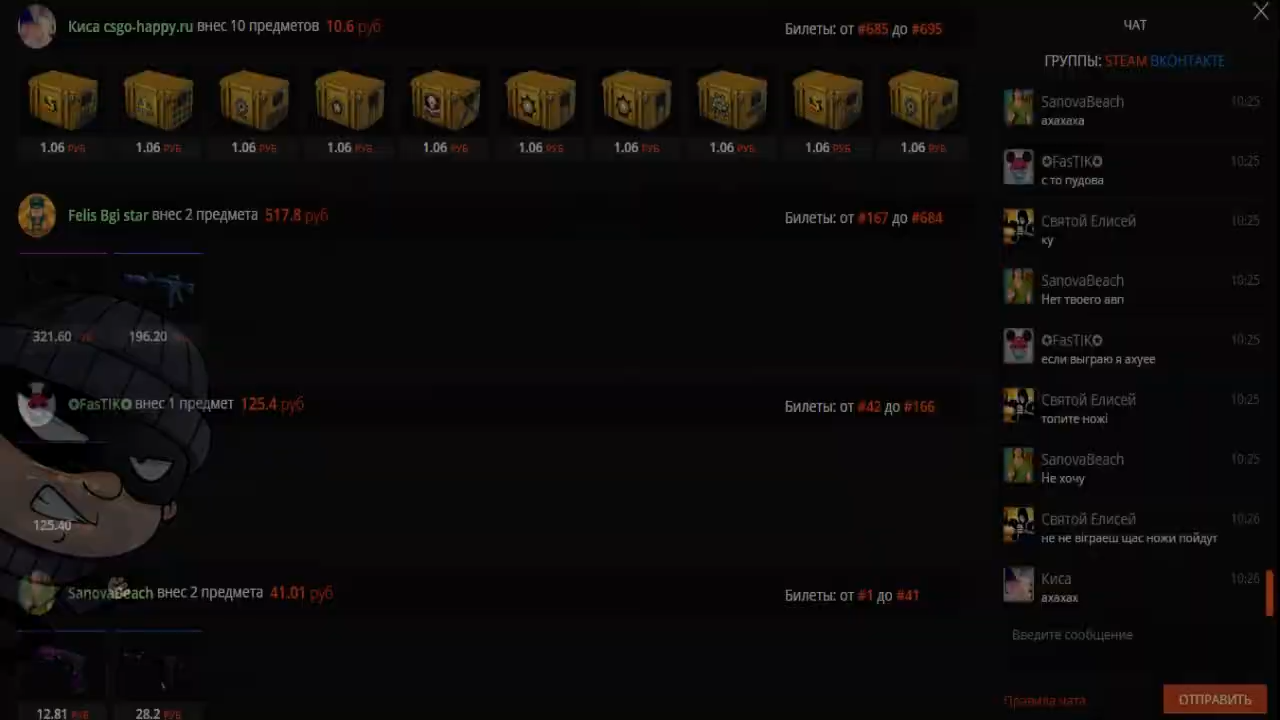 Киса csgo-happy.ru внес 10 предметов 10.6 руб
Билеты: от #685 до #695
1.06 РУБ 1.06 РУБ 1.06 РУБ 1.06 РУБ 1.06 РУБ 1.06 РУБ 1.06 РУБ 1.06 РУБ 1.06 РУБ 1.06 РУБ
Felis Bgi star внес 2 предмета 517.8 руб
Билеты: от #167 до #684
321.60 196.20
✪FasTIK✪ внес 1 предмет 125.4 руб
Билеты: от #42 до #166
125.40
SanovaBeach внес 2 предмета 41.01 руб
Билеты: от #1 до #41
12.81 РУБ 28.2 РУБ
ЧАТ
ГРУППЫ: STEAM ВКОНТАКТЕ
SanovaBeach 10:25
ахахаха
✪FasTIK✪ 10:25
с то пудова
Святой Елисей 10:25
ку
SanovaBeach 10:25
Нет твоего авп
✪FasTIK✪ 10:25
если выграю я ахуее
Святой Елисей 10:25
топите ножі
SanovaBeach 10:25
Не хочу
Святой Елисей 10:26
не не віграеш щас ножи пойдут
Киса 10:26
ахахах
Введите сообщение
Правила чата
ОТПРАВИТЬ